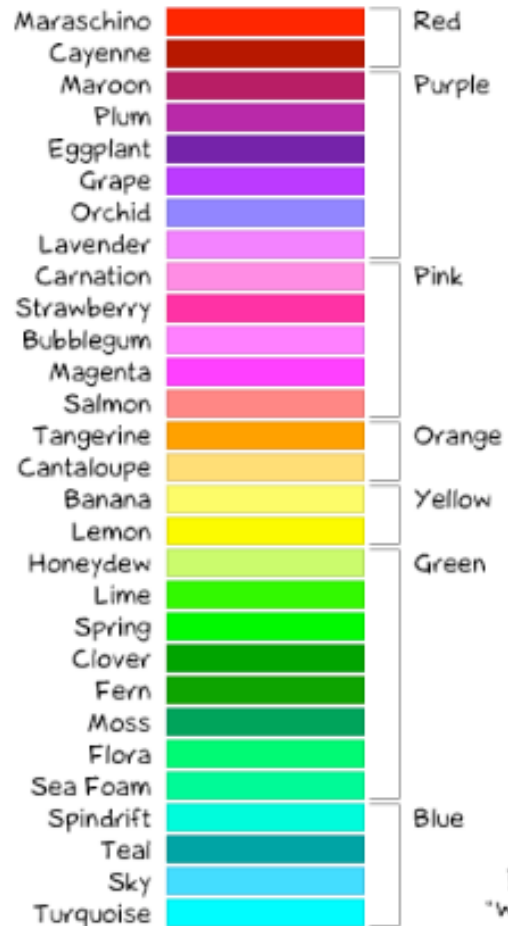 Maraschino Red
Cayenne
Maroon Purple
Plum
Eggplant
Grape
Orchid
Lavender
Carnation Pink
Strawberry
Bubblegum
Magenta
Salmon
Tangerine Orange
Cantaloupe
Banana Yellow
Lemon
Honeydew Green
Lime
Spring
Clover
Fern
Moss
Flora
Sea Foam
Spindrift Blue
Teal
Sky
Turquoise